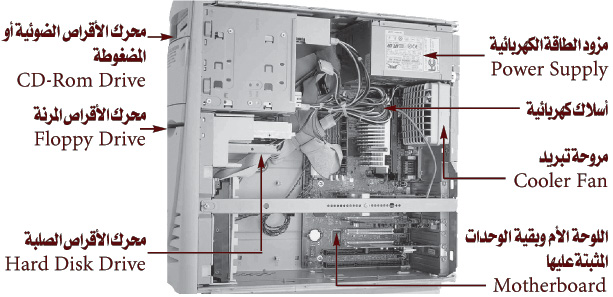 محرك الأقراص الضوئية أو
المضغوطة
CD-Rom Drive
محرك الأقراص المرنة
Floppy Drive
محرك الأقراص الصلبة
Hard Disk Drive
مزود الطاقة الكهربائية
Power Supply
أسلاك كهربائية
مروحة تبريد
Cooler Fan
اللوحة الأم وبقية الوحدات
المثبتة عليها
Motherboard